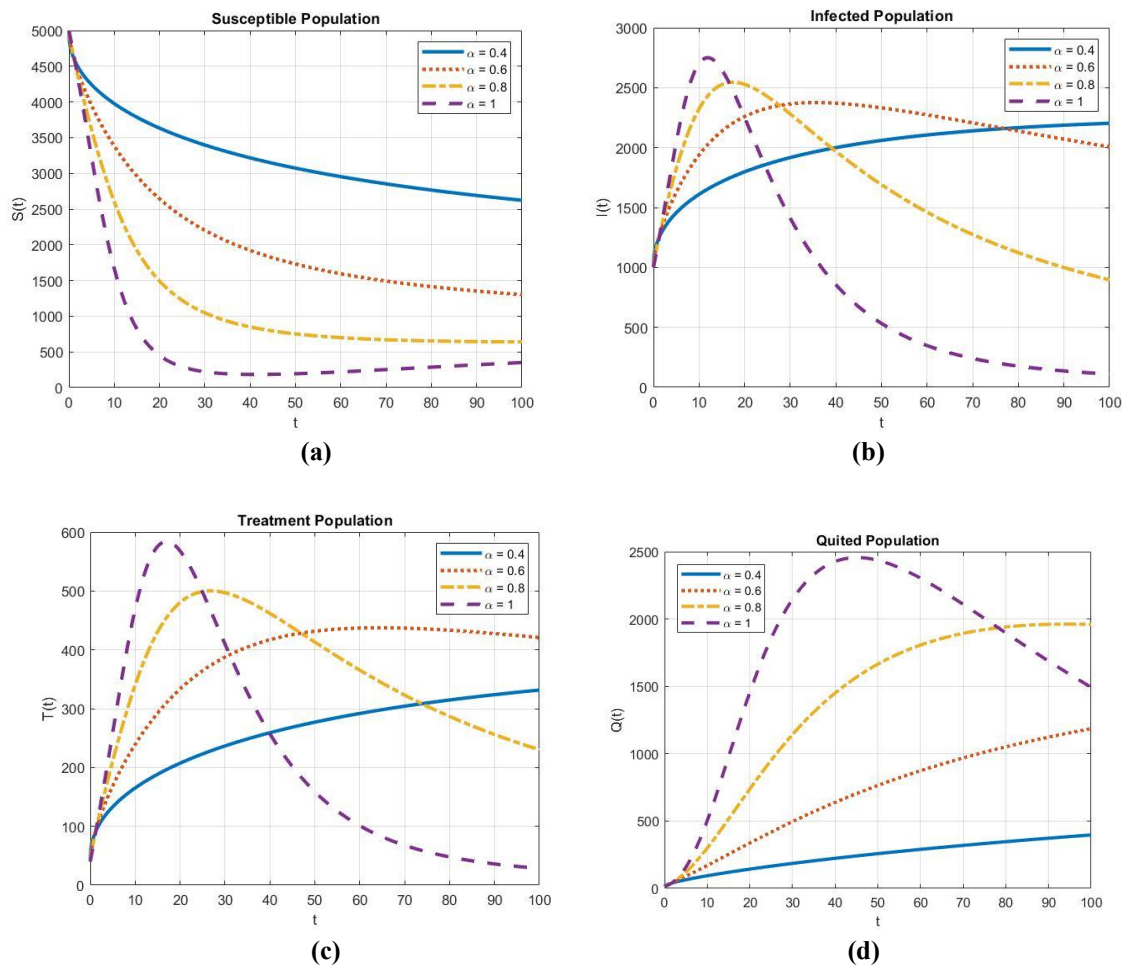 Susceptible Population
5000
4500
4000
3500
3000
2500
2000
1500
1000
500
0
S(t)
α = 0.4
α = 0.6
α = 0.8
α = 1
0 10 20 30 40 50 60 70 80 90 100
t
(a)
Infected Population
3000
2500
2000
1500
1000
500
0
I(t)
α = 0.4
α = 0.6
α = 0.8
α = 1
0 10 20 30 40 50 60 70 80 90 100
t
(b)
Treatment Population
600
500
400
300
200
100
0
T(t)
α = 0.4
α = 0.6
α = 0.8
α = 1
0 10 20 30 40 50 60 70 80 90 100
t
(c)
Quited Population
2500
2000
1500
1000
500
0
Q(t)
α = 0.4
α = 0.6
α = 0.8
α = 1
0 10 20 30 40 50 60 70 80 90 100
t
(d)